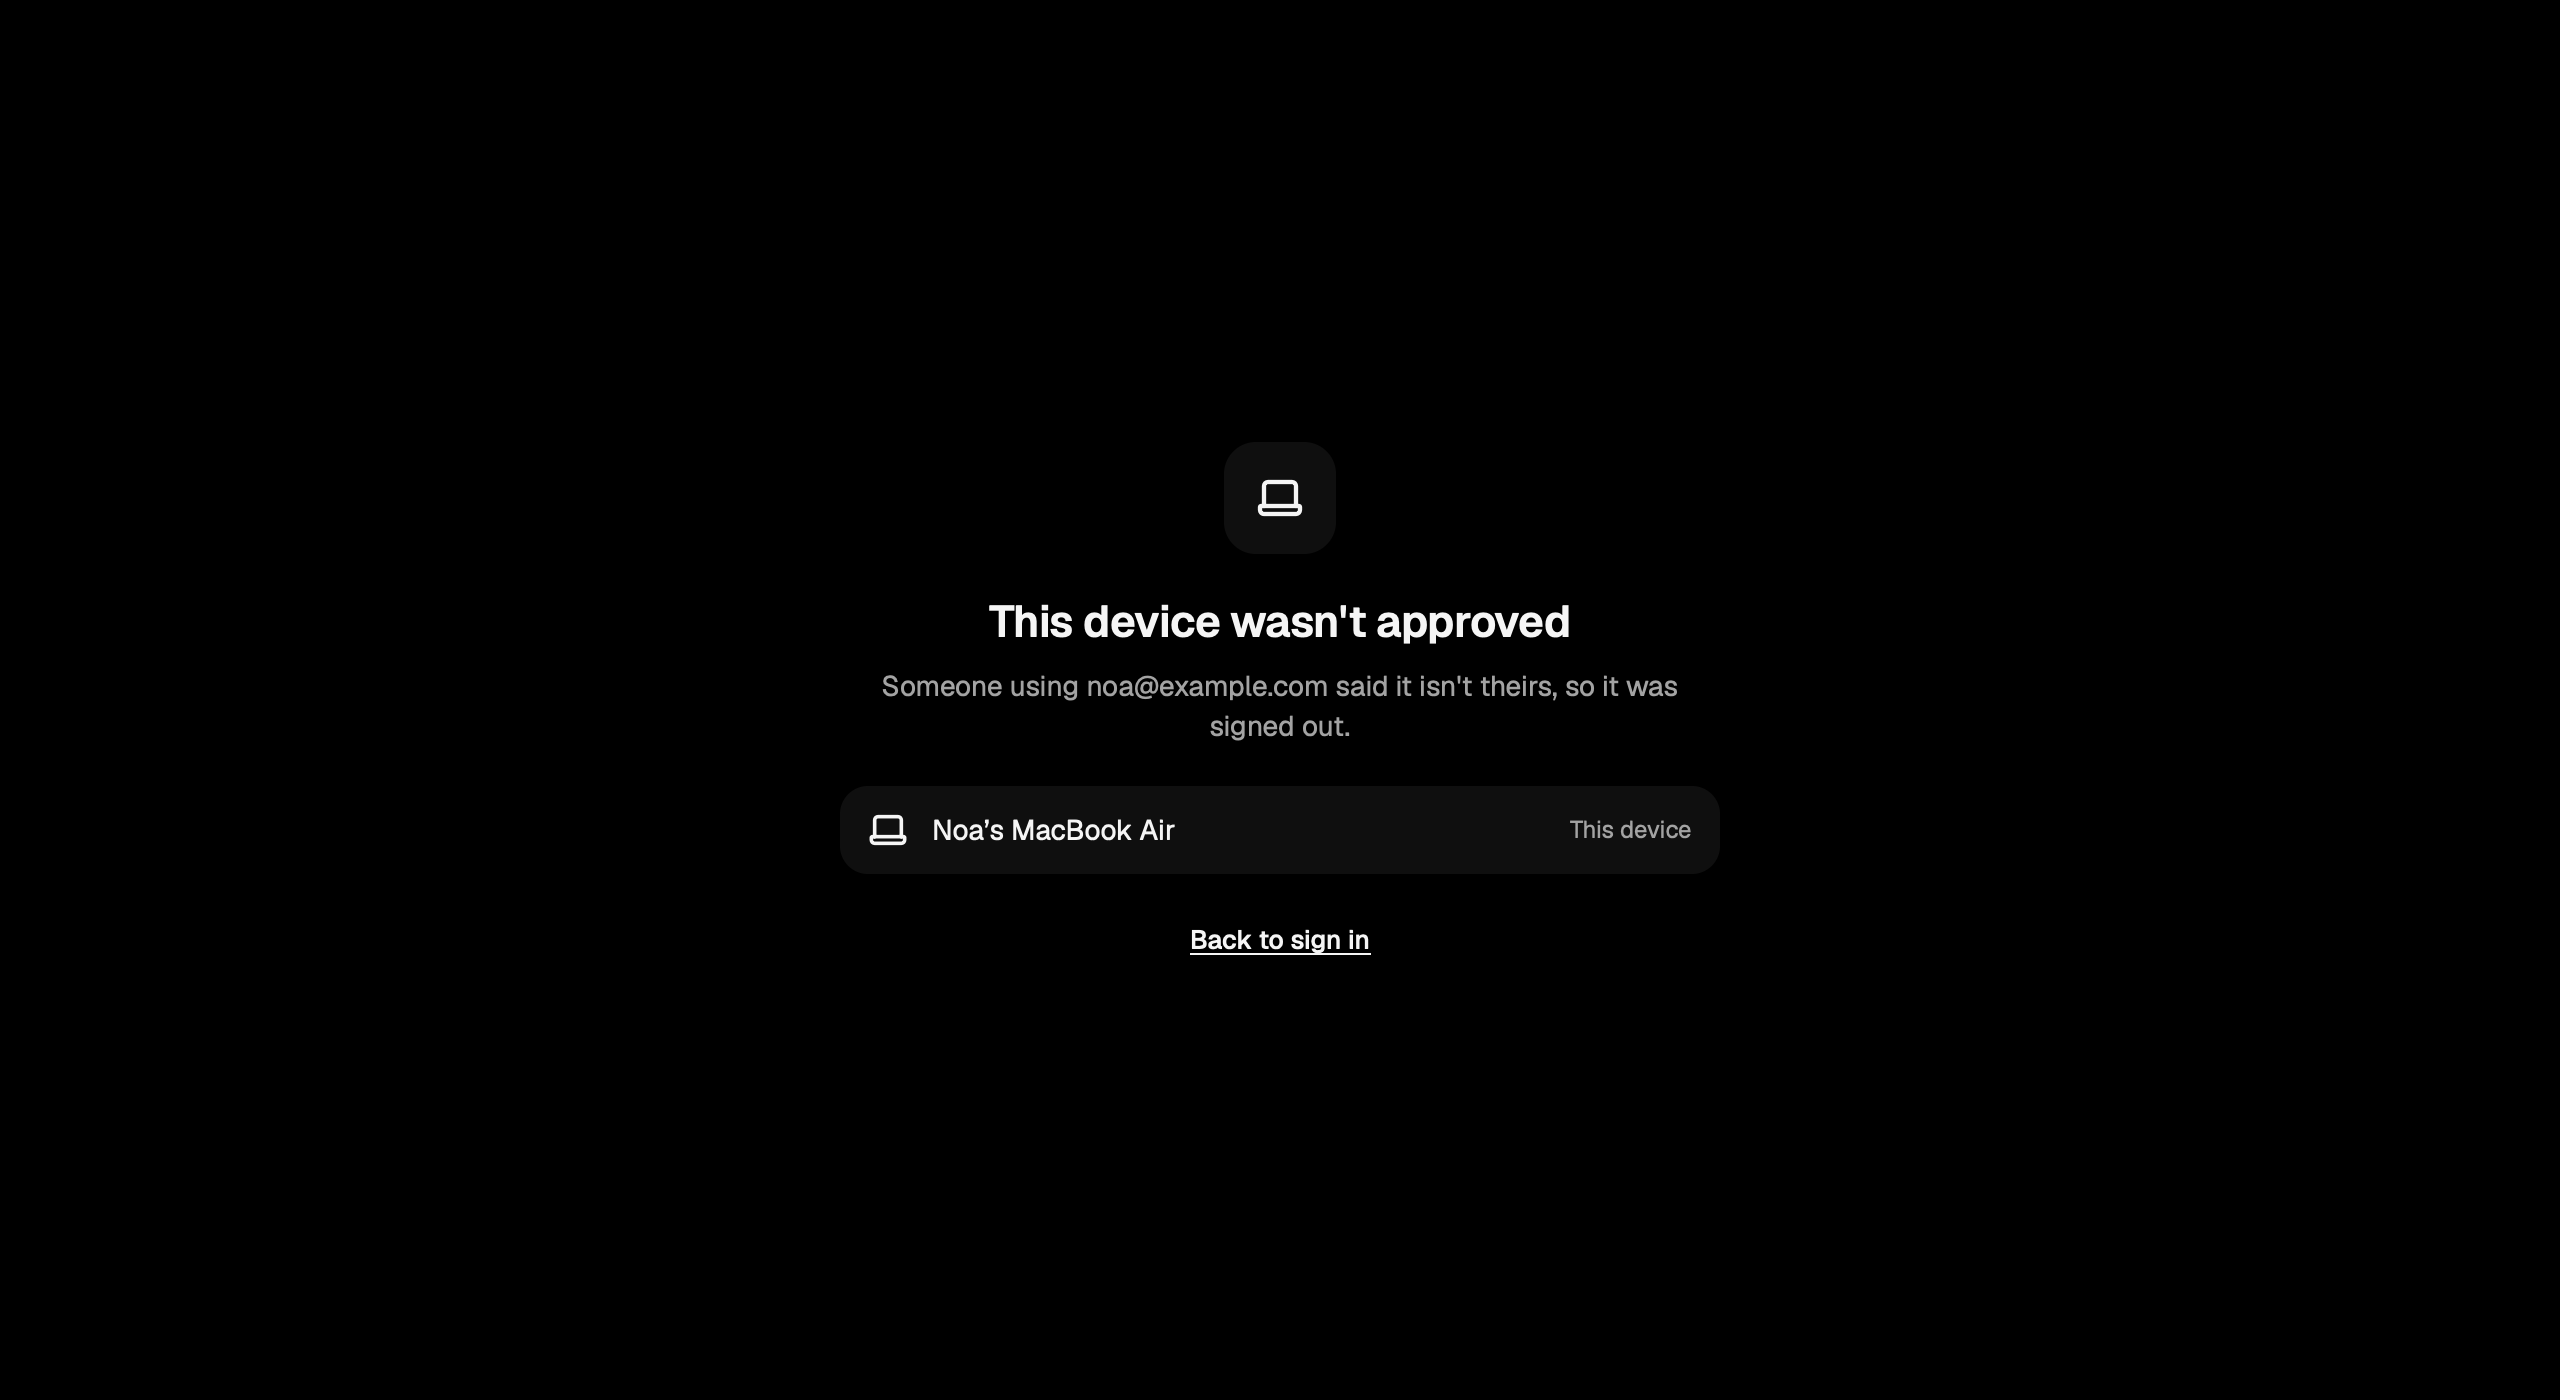 This device wasn't approved
Someone using noa@example.com said it isn't theirs, so it was
signed out.
Noa’s MacBook Air
This device
Back to sign in